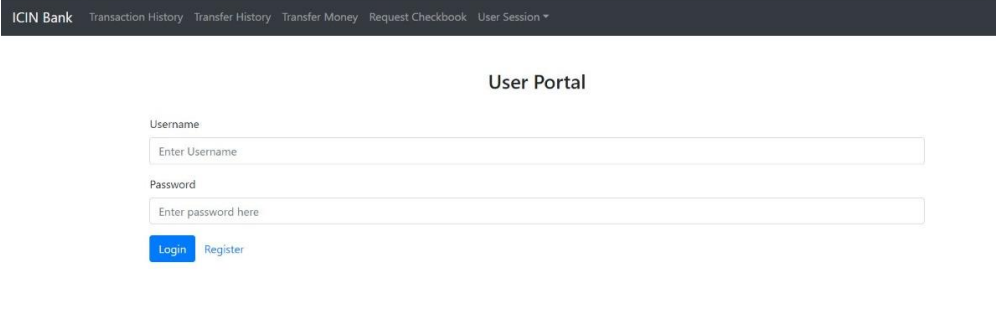 ICIN Bank Transaction History Transfer History Transfer Money Request Checkbook User Session
User Portal
Username
Enter Username
Password
Enter password here
Login Register